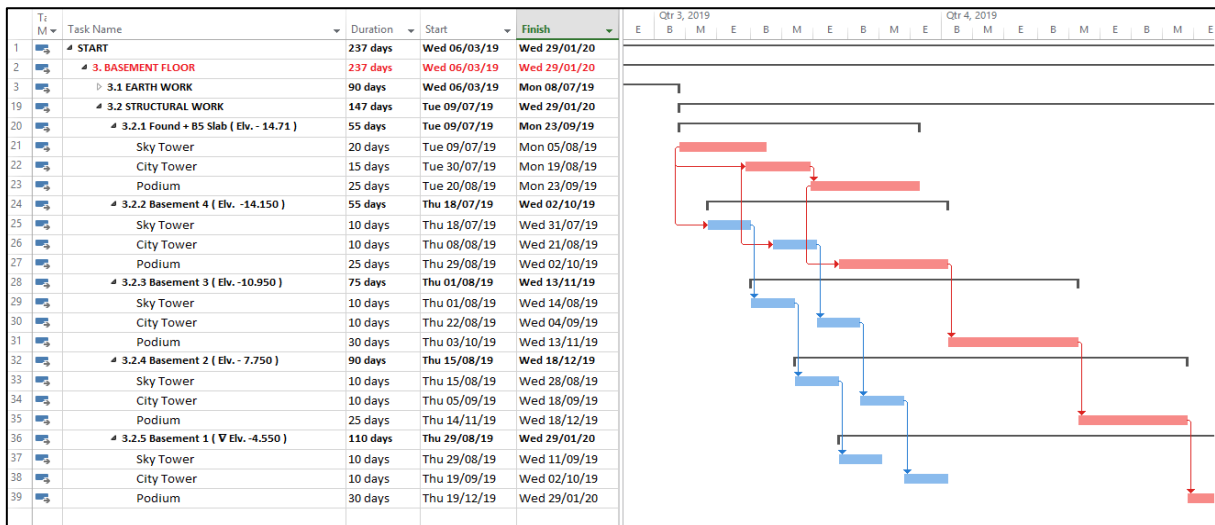 Qtr 3, 2019 Qtr 4, 2019
Ta
M Task Name Duration Start Finish E B M E B M E B M E B M E B M E B M E
1 START 237 days Wed 06/03/19 Wed 29/01/20
2 3. BASEMENT FLOOR 237 days Wed 06/03/19 Wed 29/01/20
3 3.1 EARTH WORK 90 days Wed 06/03/19 Mon 08/07/19
19 3.2 STRUCTURAL WORK 147 days Tue 09/07/19 Wed 29/01/20
20 3.2.1 Found + B5 Slab ( Elv. - 14.71 ) 55 days Tue 09/07/19 Mon 23/09/19
21 Sky Tower 20 days Tue 09/07/19 Mon 05/08/19
22 City Tower 15 days Tue 30/07/19 Mon 19/08/19
23 Podium 25 days Tue 20/08/19 Mon 23/09/19
24 3.2.2 Basement 4 ( Elv. -14.150 ) 55 days Thu 18/07/19 Wed 02/10/19
25 Sky Tower 10 days Thu 18/07/19 Wed 31/07/19
26 City Tower 10 days Thu 08/08/19 Wed 21/08/19
27 Podium 25 days Thu 29/08/19 Wed 02/10/19
28 3.2.3 Basement 3 ( Elv. -10.950 ) 75 days Thu 01/08/19 Wed 13/11/19
29 Sky Tower 10 days Thu 01/08/19 Wed 14/08/19
30 City Tower 10 days Thu 22/08/19 Wed 04/09/19
31 Podium 30 days Thu 03/10/19 Wed 13/11/19
32 3.2.4 Basement 2 ( Elv. - 7.750 ) 90 days Thu 15/08/19 Wed 18/12/19
33 Sky Tower 10 days Thu 15/08/19 Wed 28/08/19
34 City Tower 10 days Thu 05/09/19 Wed 18/09/19
35 Podium 25 days Thu 14/11/19 Wed 18/12/19
36 3.2.5 Basement 1 ( ∇ Elv. -4.550 ) 110 days Thu 29/08/19 Wed 29/01/20
37 Sky Tower 10 days Thu 29/08/19 Wed 11/09/19
38 City Tower 10 days Thu 19/09/19 Wed 02/10/19
39 Podium 30 days Thu 19/12/19 Wed 29/01/20